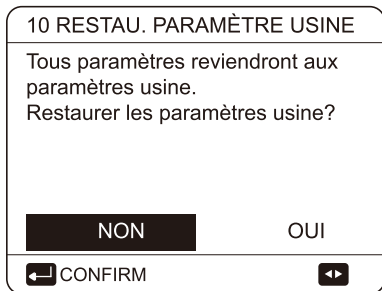 10 RESTAU. PARAMÈTRE USINE
Tous paramètres reviendront aux
paramètres usine.
Restaurer les paramètres usine?
NON OUI
CONFIRM